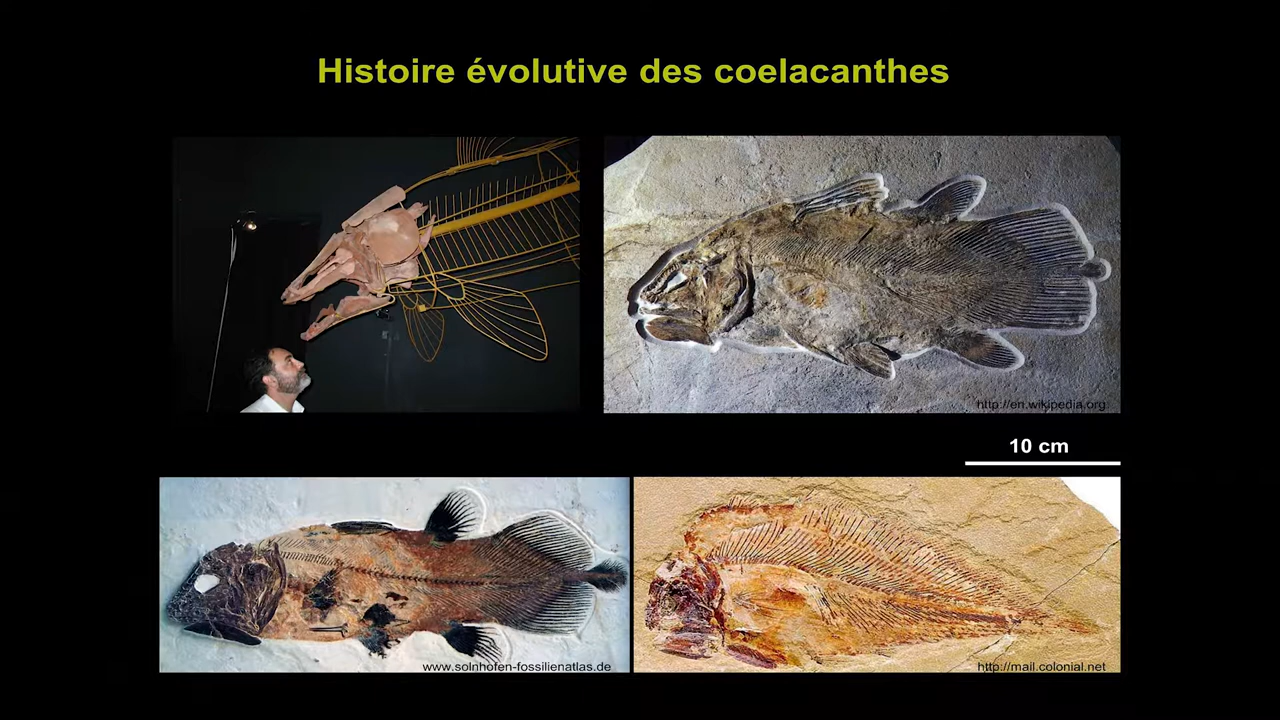 Histoire évolutive des coelacanthes
http://en.wikipedia.org.
10 cm
www.solnhofen-fossilienatlas.de
http://mail.colonial.net